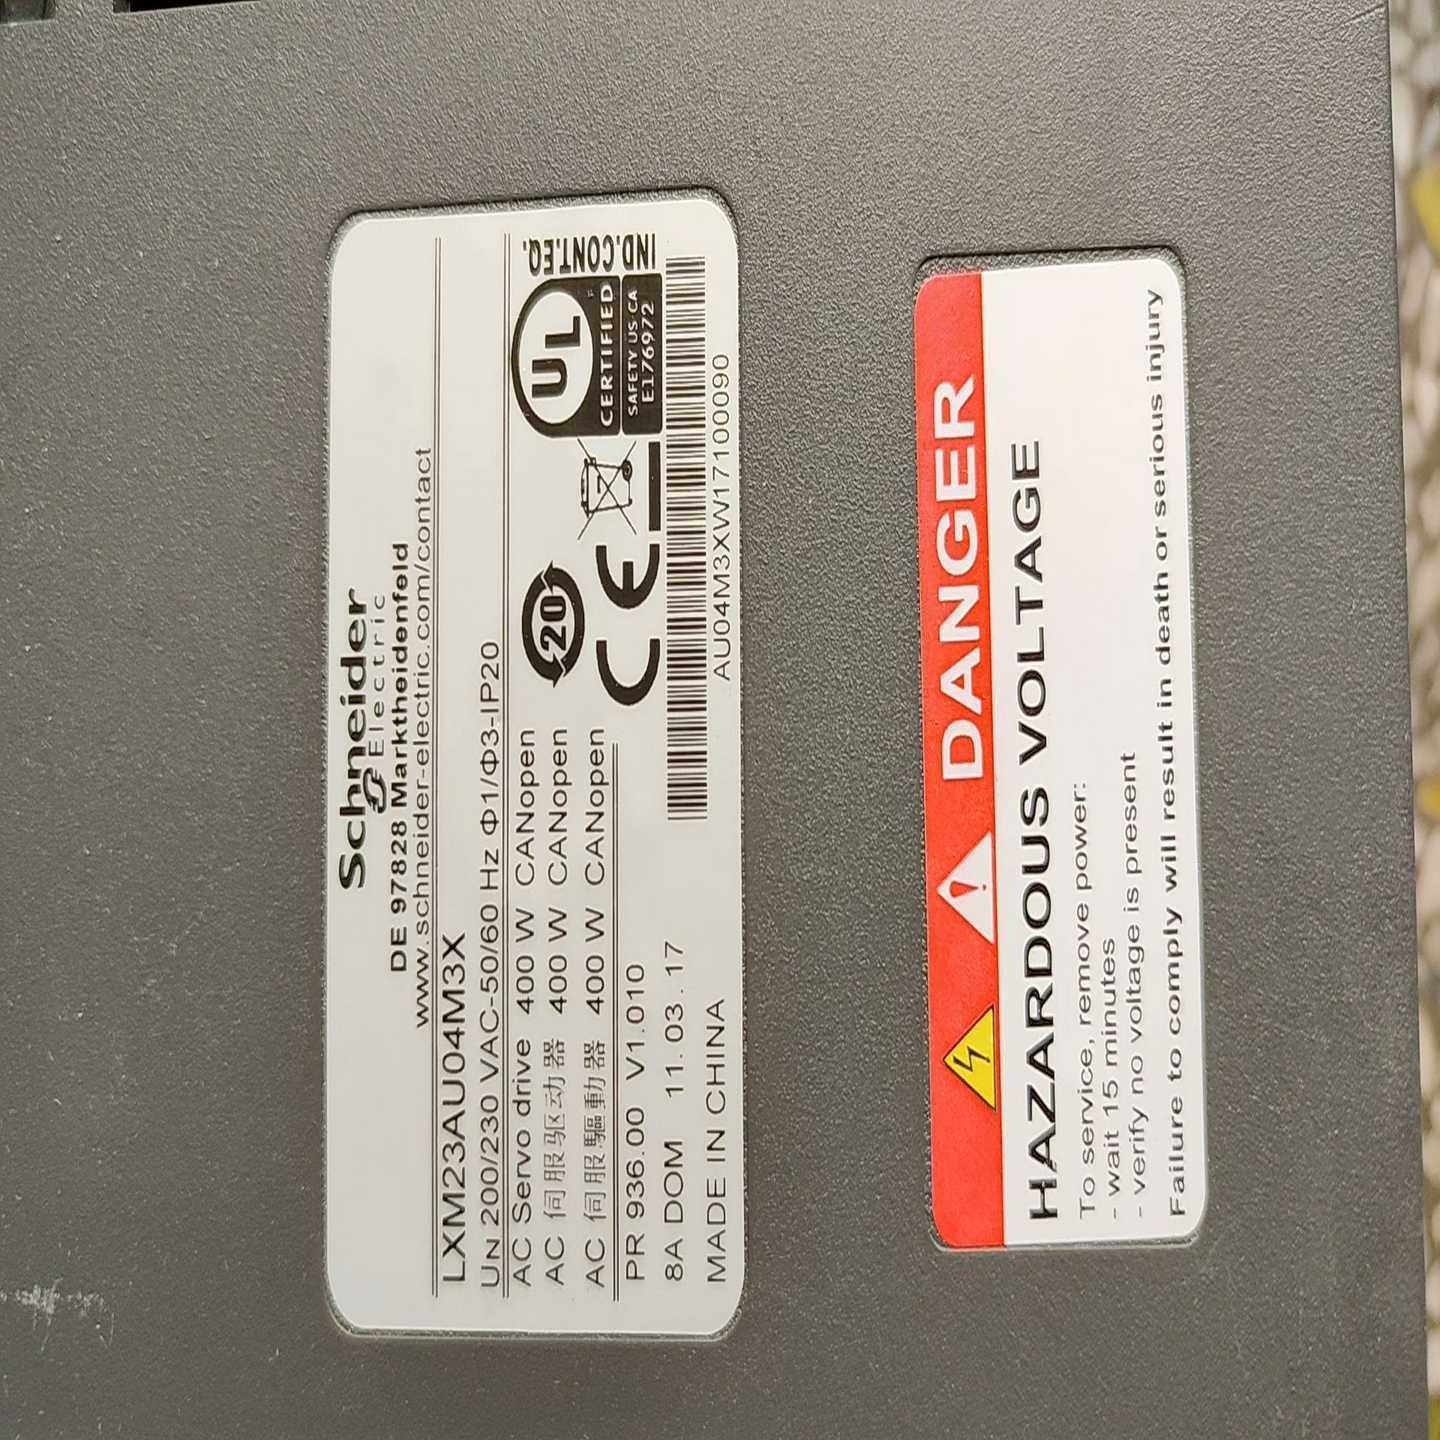 Schneider
Electric
DE 97828 Marktheidenfeld
www.schneider-electric.com/contact
LXM23AU04M3X
UN 200/230 VAC-50/60 Hz Φ1/Φ3-IP20
AC Servo drive 400 W CANopen
AC 伺服驱动器 400 W CANopen
AC 伺服驅動器 400 W CANopen
PR 936.00 V1.010
8A DOM 11.03.17
MADE IN CHINA
20
CE
UL
CERTIFIED
SAFETY US CA
E176972
IND.CONT.EQ.
AU04M3XW17100090
DANGER
HAZARDOUS VOLTAGE
To service, remove power:
- wait 15 minutes
- verify no voltage is present
Failure to comply will result in death or serious injury